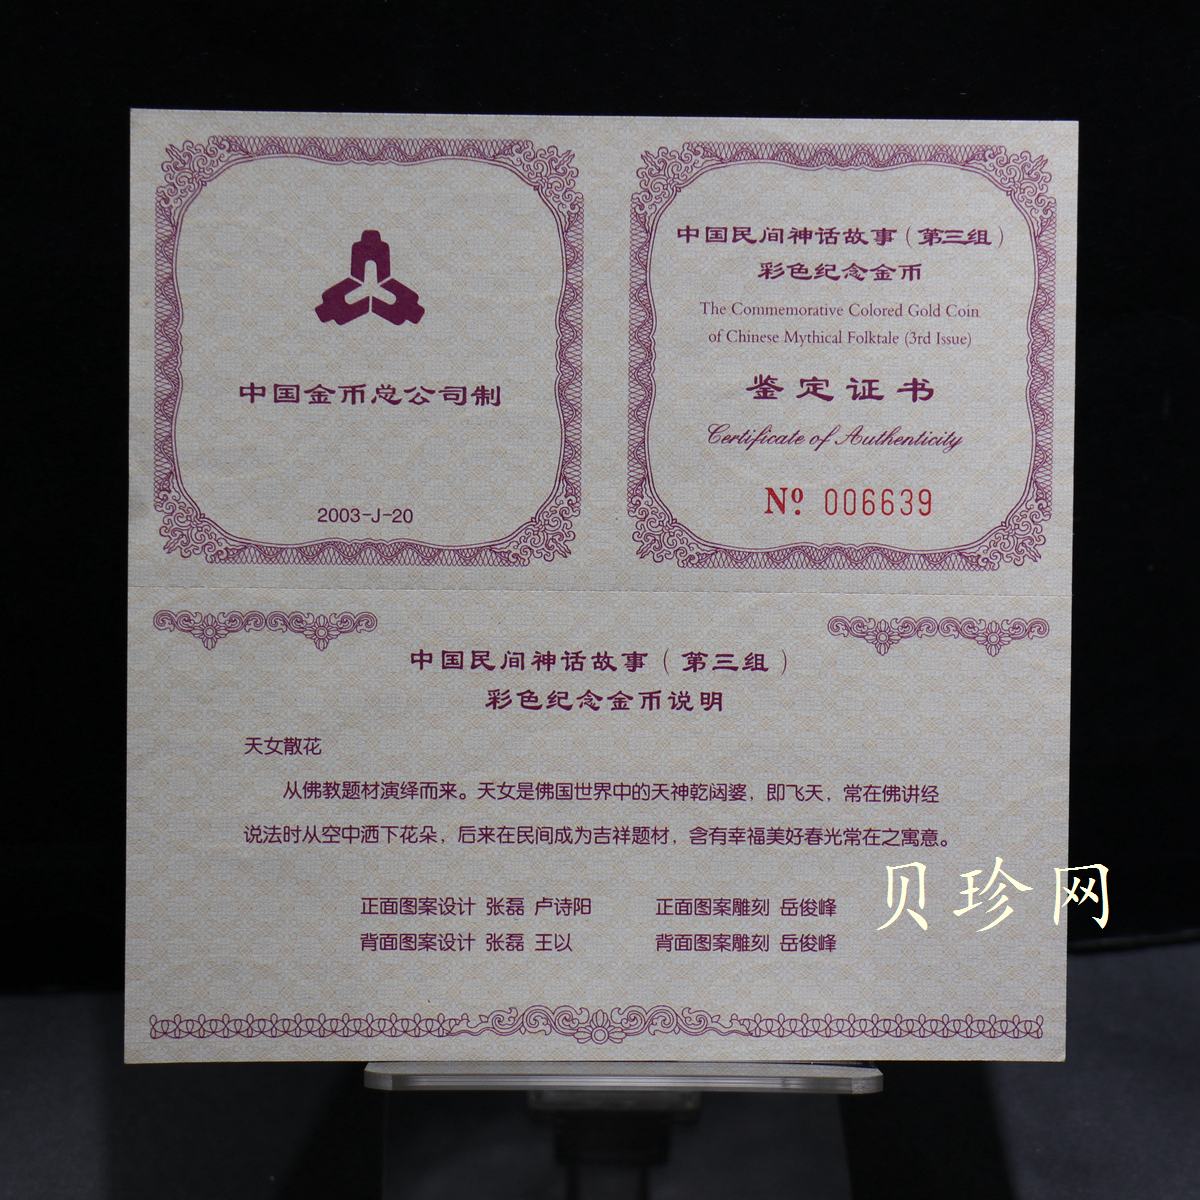 中国金币总公司制
2003-J-20
中国民间神话故事(第三组)
彩色纪念金币
The Commemorative Colored Gold Coin
of Chinese Mythical Folktale (3rd Issue)
鉴定证书
Certificate of Authenticity
Nº 006639
中国民间神话故事(第三组)
彩色纪念金币说明
天女散花
从佛教题材演绎而来。天女是佛国世界中的天神乾闼婆，即飞天，常在佛讲经
说法时从空中洒下花朵，后来在民间成为吉祥题材，含有幸福美好春光常在之寓意。
正面图案设计 张磊 卢诗阳 正面图案雕刻 岳俊峰
背面图案设计 张磊 王以 背面图案雕刻 岳俊峰
贝珍网